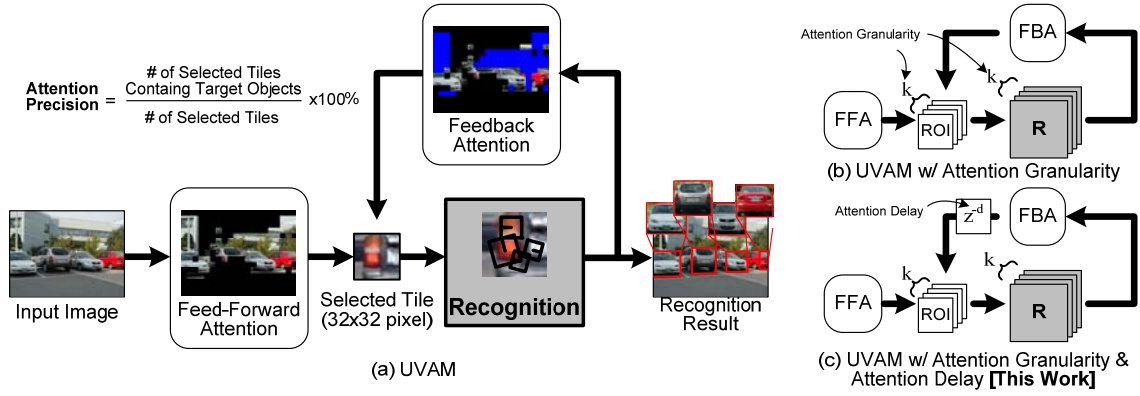 Attention
Precision
=
# of Selected Tiles
Containg Target Objects
# of Selected Tiles
x100%
Feedback
Attention
Input Image
Feed-Forward
Attention
Selected Tile
(32x32 pixel)
Recognition
Recognition
Result
(a) UVAM
Attention Granularity
FBA
k
k
FFA
ROI
R
(b) UVAM w/ Attention Granularity
Attention Delay
z-d
FBA
k
k
FFA
ROI
R
(c) UVAM w/ Attention Granularity &
Attention Delay [This Work]